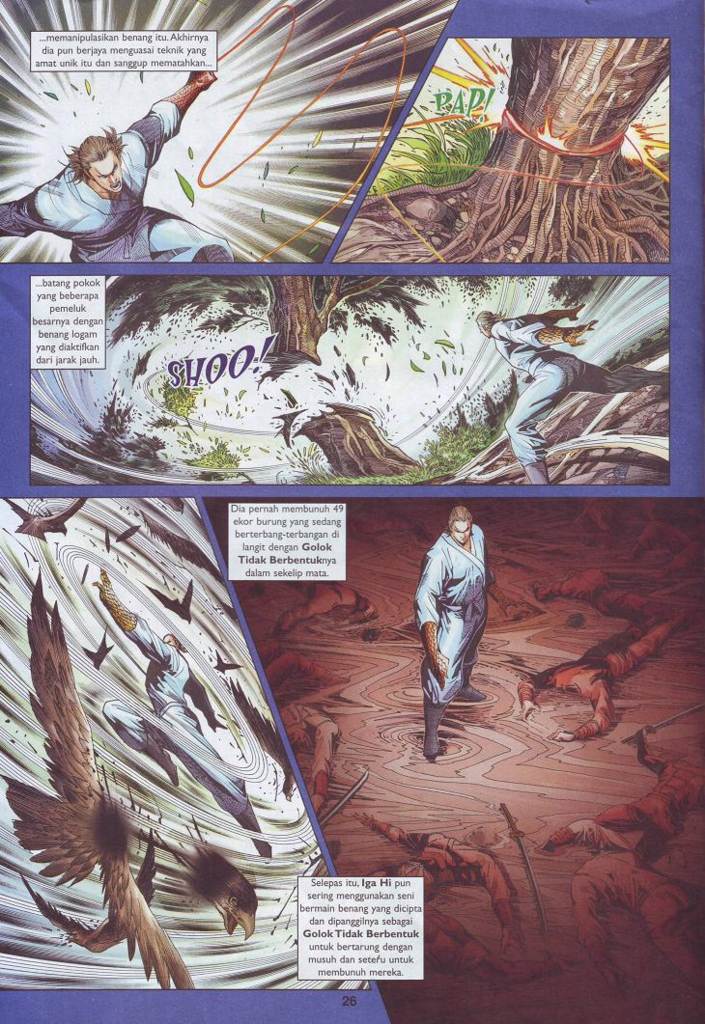 ...memanipulasikan benang itu. Akhirnya
dia pun berjaya menguasai teknik yang
amat unik itu dan sanggup mematahkan...
PAP!
...batang pokok
yang beberapa
pemeluk
besarnya dengan
benang logam
yang diaktifkan
dari jarak jauh.
SHOO!
Dia pernah membunuh 49
ekor burung yang sedang
berterbang-terbangan di
langit dengan Golok
Tidak Berbentuknya
dalam sekelip mata.
Selepas itu, Iga Hi pun
sering menggunakan seni
bermain benang yang dicipta
dan dipanggilnya sebagai
Golok Tidak Berbentuk
untuk bertarung dengan
musuh dan seteru untuk
membunuh mereka.
26